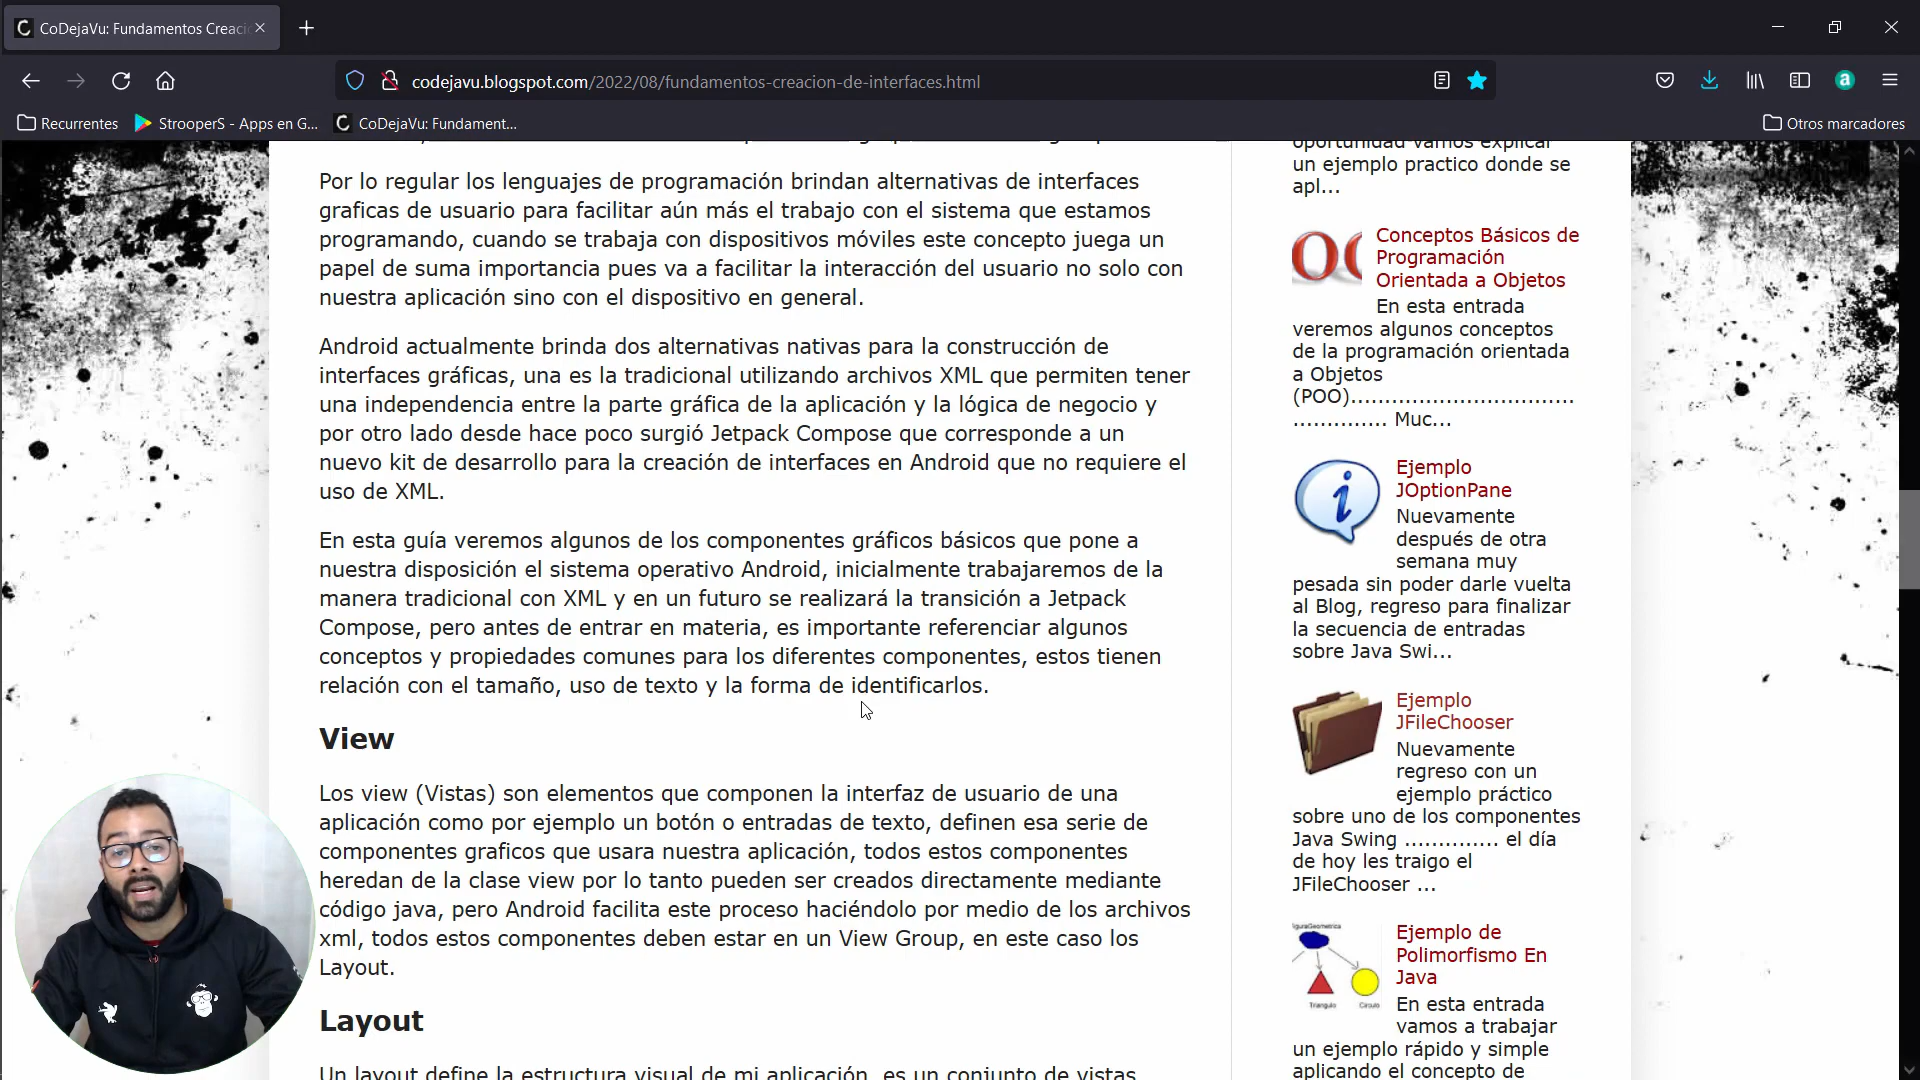 CoDejaVu: Fundamentos Creaci
codejavu.blogspot.com/2022/08/fundamentos-creacion-de-interfaces.html
Recurrentes
StrooperS - Apps en G...
CoDejaVu: Fundament...
Otros marcadores
Por lo regular los lenguajes de programación brindan alternativas de interfaces
graficas de usuario para facilitar aún más el trabajo con el sistema que estamos
programando, cuando se trabaja con dispositivos móviles este concepto juega un
papel de suma importancia pues va a facilitar la interacción del usuario no solo con
nuestra aplicación sino con el dispositivo en general.
Android actualmente brinda dos alternativas nativas para la construcción de
interfaces gráficas, una es la tradicional utilizando archivos XML que permiten tener
una independencia entre la parte gráfica de la aplicación y la lógica de negocio y
por otro lado desde hace poco surgió Jetpack Compose que corresponde a un
nuevo kit de desarrollo para la creación de interfaces en Android que no requiere el
uso de XML.
En esta guía veremos algunos de los componentes gráficos básicos que pone a
nuestra disposición el sistema operativo Android, inicialmente trabajaremos de la
manera tradicional con XML y en un futuro se realizará la transición a Jetpack
Compose, pero antes de entrar en materia, es importante referenciar algunos
conceptos y propiedades comunes para los diferentes componentes, estos tienen
relación con el tamaño, uso de texto y la forma de identificarlos.
View
Los view (Vistas) son elementos que componen la interfaz de usuario de una
aplicación como por ejemplo un botón o entradas de texto, definen esa serie de
componentes graficos que usara nuestra aplicación, todos estos componentes
heredan de la clase view por lo tanto pueden ser creados directamente mediante
código java, pero Android facilita este proceso haciéndolo por medio de los archivos
xml, todos estos componentes deben estar en un View Group, en este caso los
Layout.
Layout
Un layout define la estructura visual de mi aplicación, es un conjunto de vistas
oportunidad vamos explicar
un ejemplo practico donde se
apl...
Conceptos Básicos de
Programación
Orientada a Objetos
En esta entrada
veremos algunos conceptos
de la programación orientada
a Objetos
(POO).................................
.............. Muc...
Ejemplo
JOptionPane
Nuevamente
después de otra
semana muy
pesada sin poder darle vuelta
al Blog, regreso para finalizar
la secuencia de entradas
sobre Java Swi...
Ejemplo
JFileChooser
Nuevamente
regreso con un
ejemplo práctico
sobre uno de los componentes
Java Swing .............. el día
de hoy les traigo el
JFileChooser ...
Triangulo
Circulo
Ejemplo de
Polimorfismo En
Java
En esta entrada
vamos a trabajar
un ejemplo rápido y simple
aplicando el concepto de